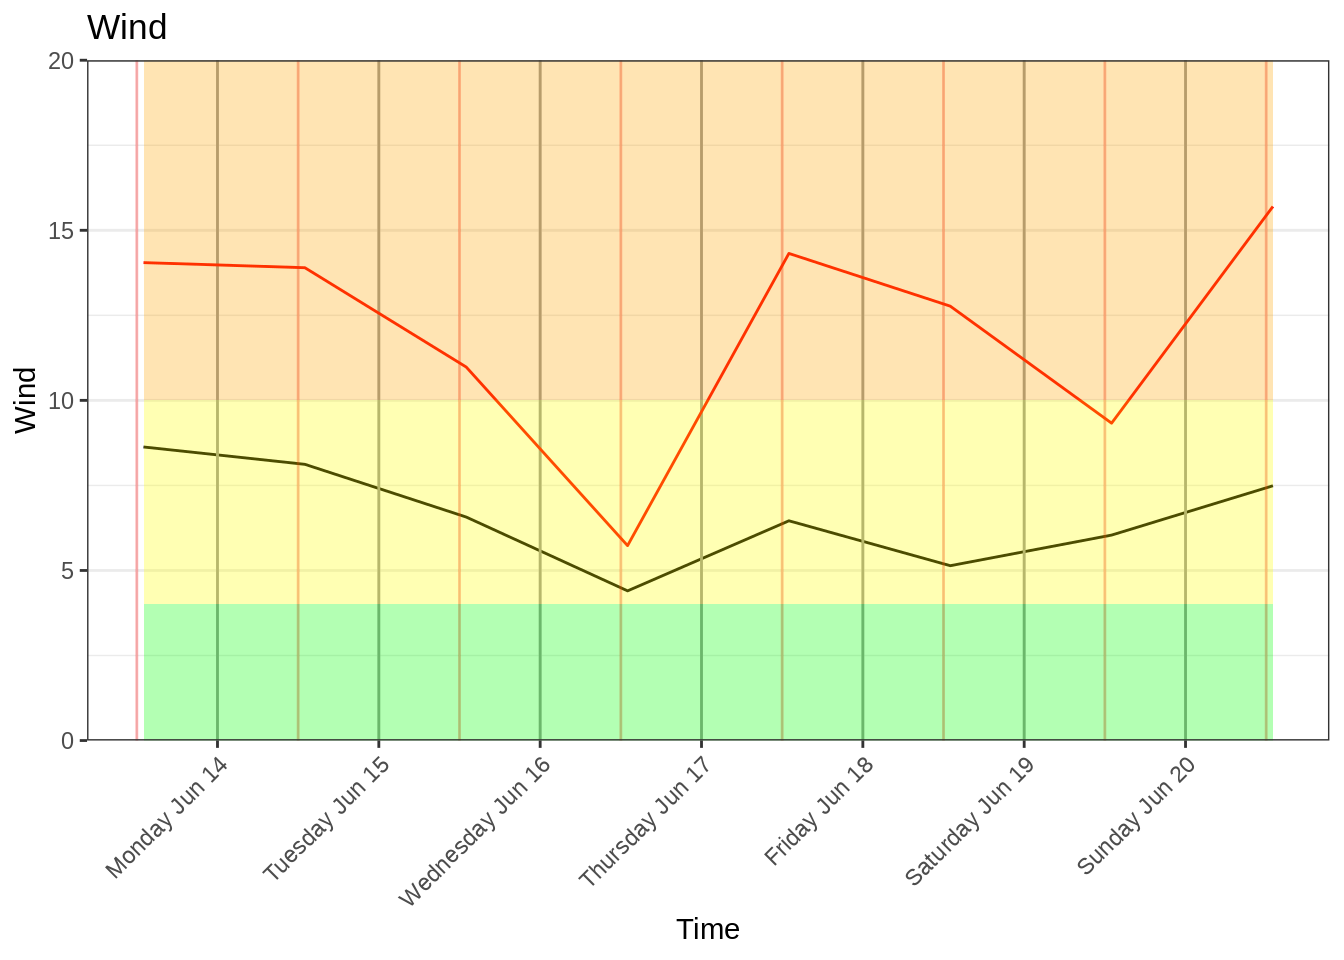 Wind
20
15
10
5
0
Wind
Monday Jun 14
Tuesday Jun 15
Wednesday Jun 16
Thursday Jun 17
Friday Jun 18
Saturday Jun 19
Sunday Jun 20
Time